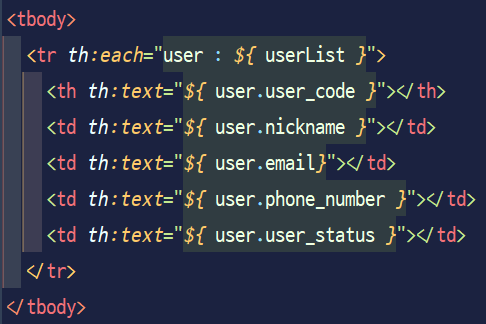 <tbody>
<tr th:each="user : ${ userList }">
<th th:text="${ user.user_code }"></th>
<td th:text="${ user.nickname }"></td>
<td th:text="${ user.email}"></td>
<td th:text="${ user.phone_number }"></td>
<td th:text="${ user.user_status }"></td>
</tr>
</tbody>